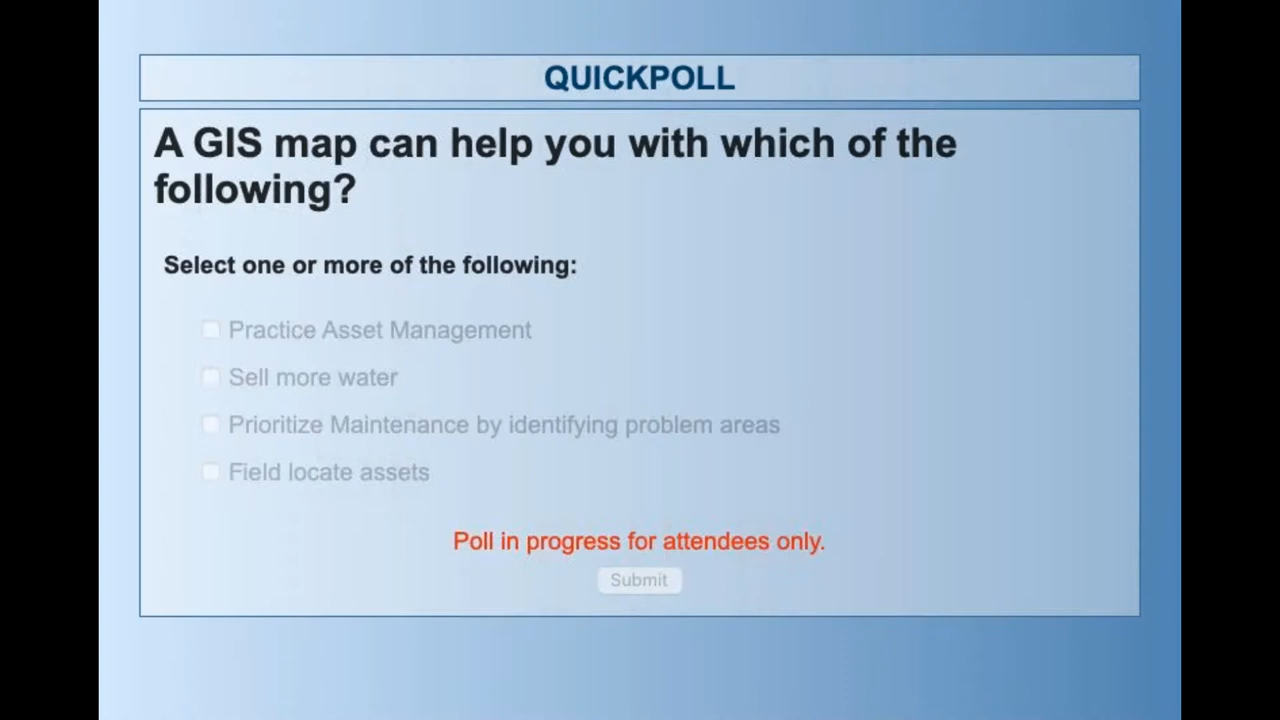 QUICKPOLL
A GIS map can help you with which of the
following?
Select one or more of the following:
Practice Asset Management
Sell more water
Prioritize Maintenance by identifying problem areas
Field locate assets
Poll in progress for attendees only.
Submit